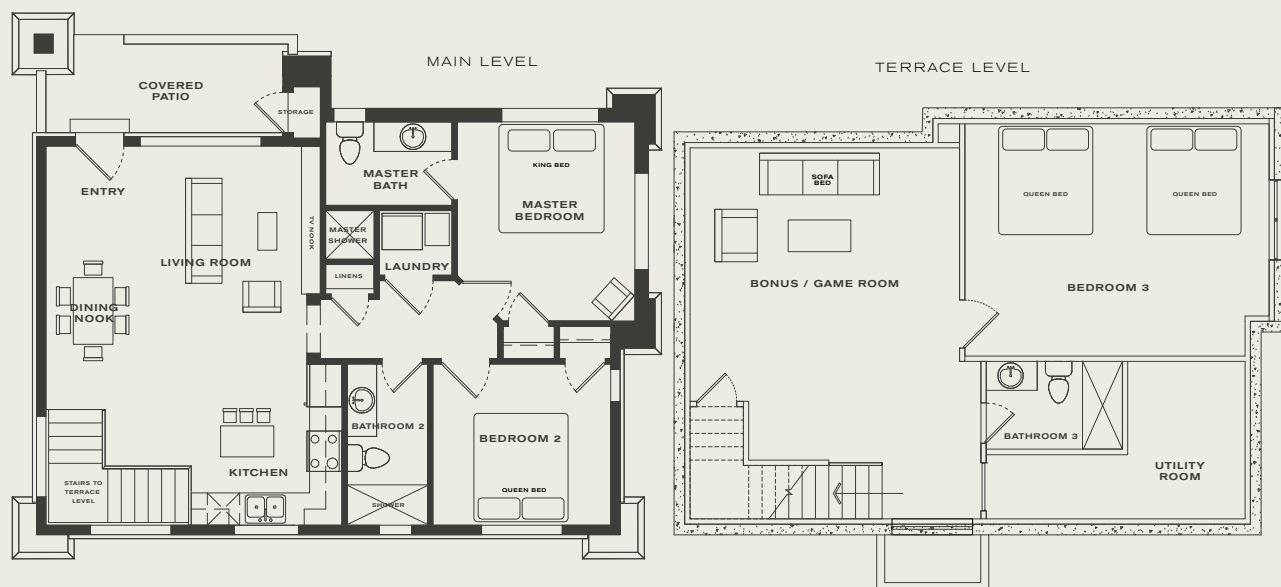 MAIN LEVEL
COVERED
PATIO
STORAGE
ENTRY
MASTER
BATH
KING BED
MASTER
BEDROOM
TV NOOK
MASTER
SHOWER
LIVING ROOM
LAUNDRY
LINENS
DINING
NOOK
BATHROOM 2
BEDROOM 2
KITCHEN
STAIRS TO
TERRACE
LEVEL
QUEEN BED
SHOWER
TERRACE LEVEL
SOFA
BED
QUEEN BED
QUEEN BED
BONUS / GAME ROOM
BEDROOM 3
BATHROOM 3
UTILITY
ROOM